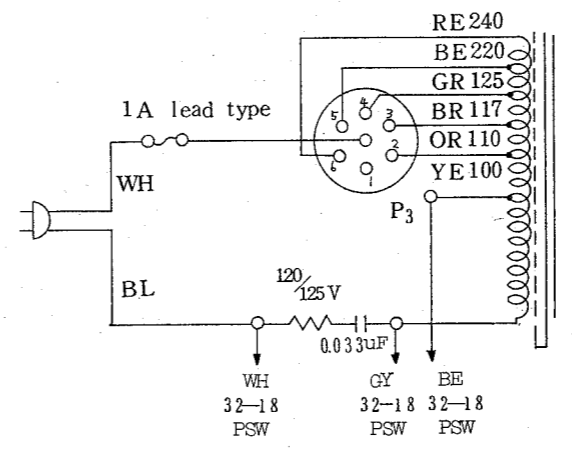 RE 240
BE 220
GR 125
BR 117
OR 110
YE 100
1A lead type
5
4
3
6
1
2
WH
P3
BL
120/125V
0.033uF
WH
32-18
PSW
GY
32-18
PSW
BE
32-18
PSW